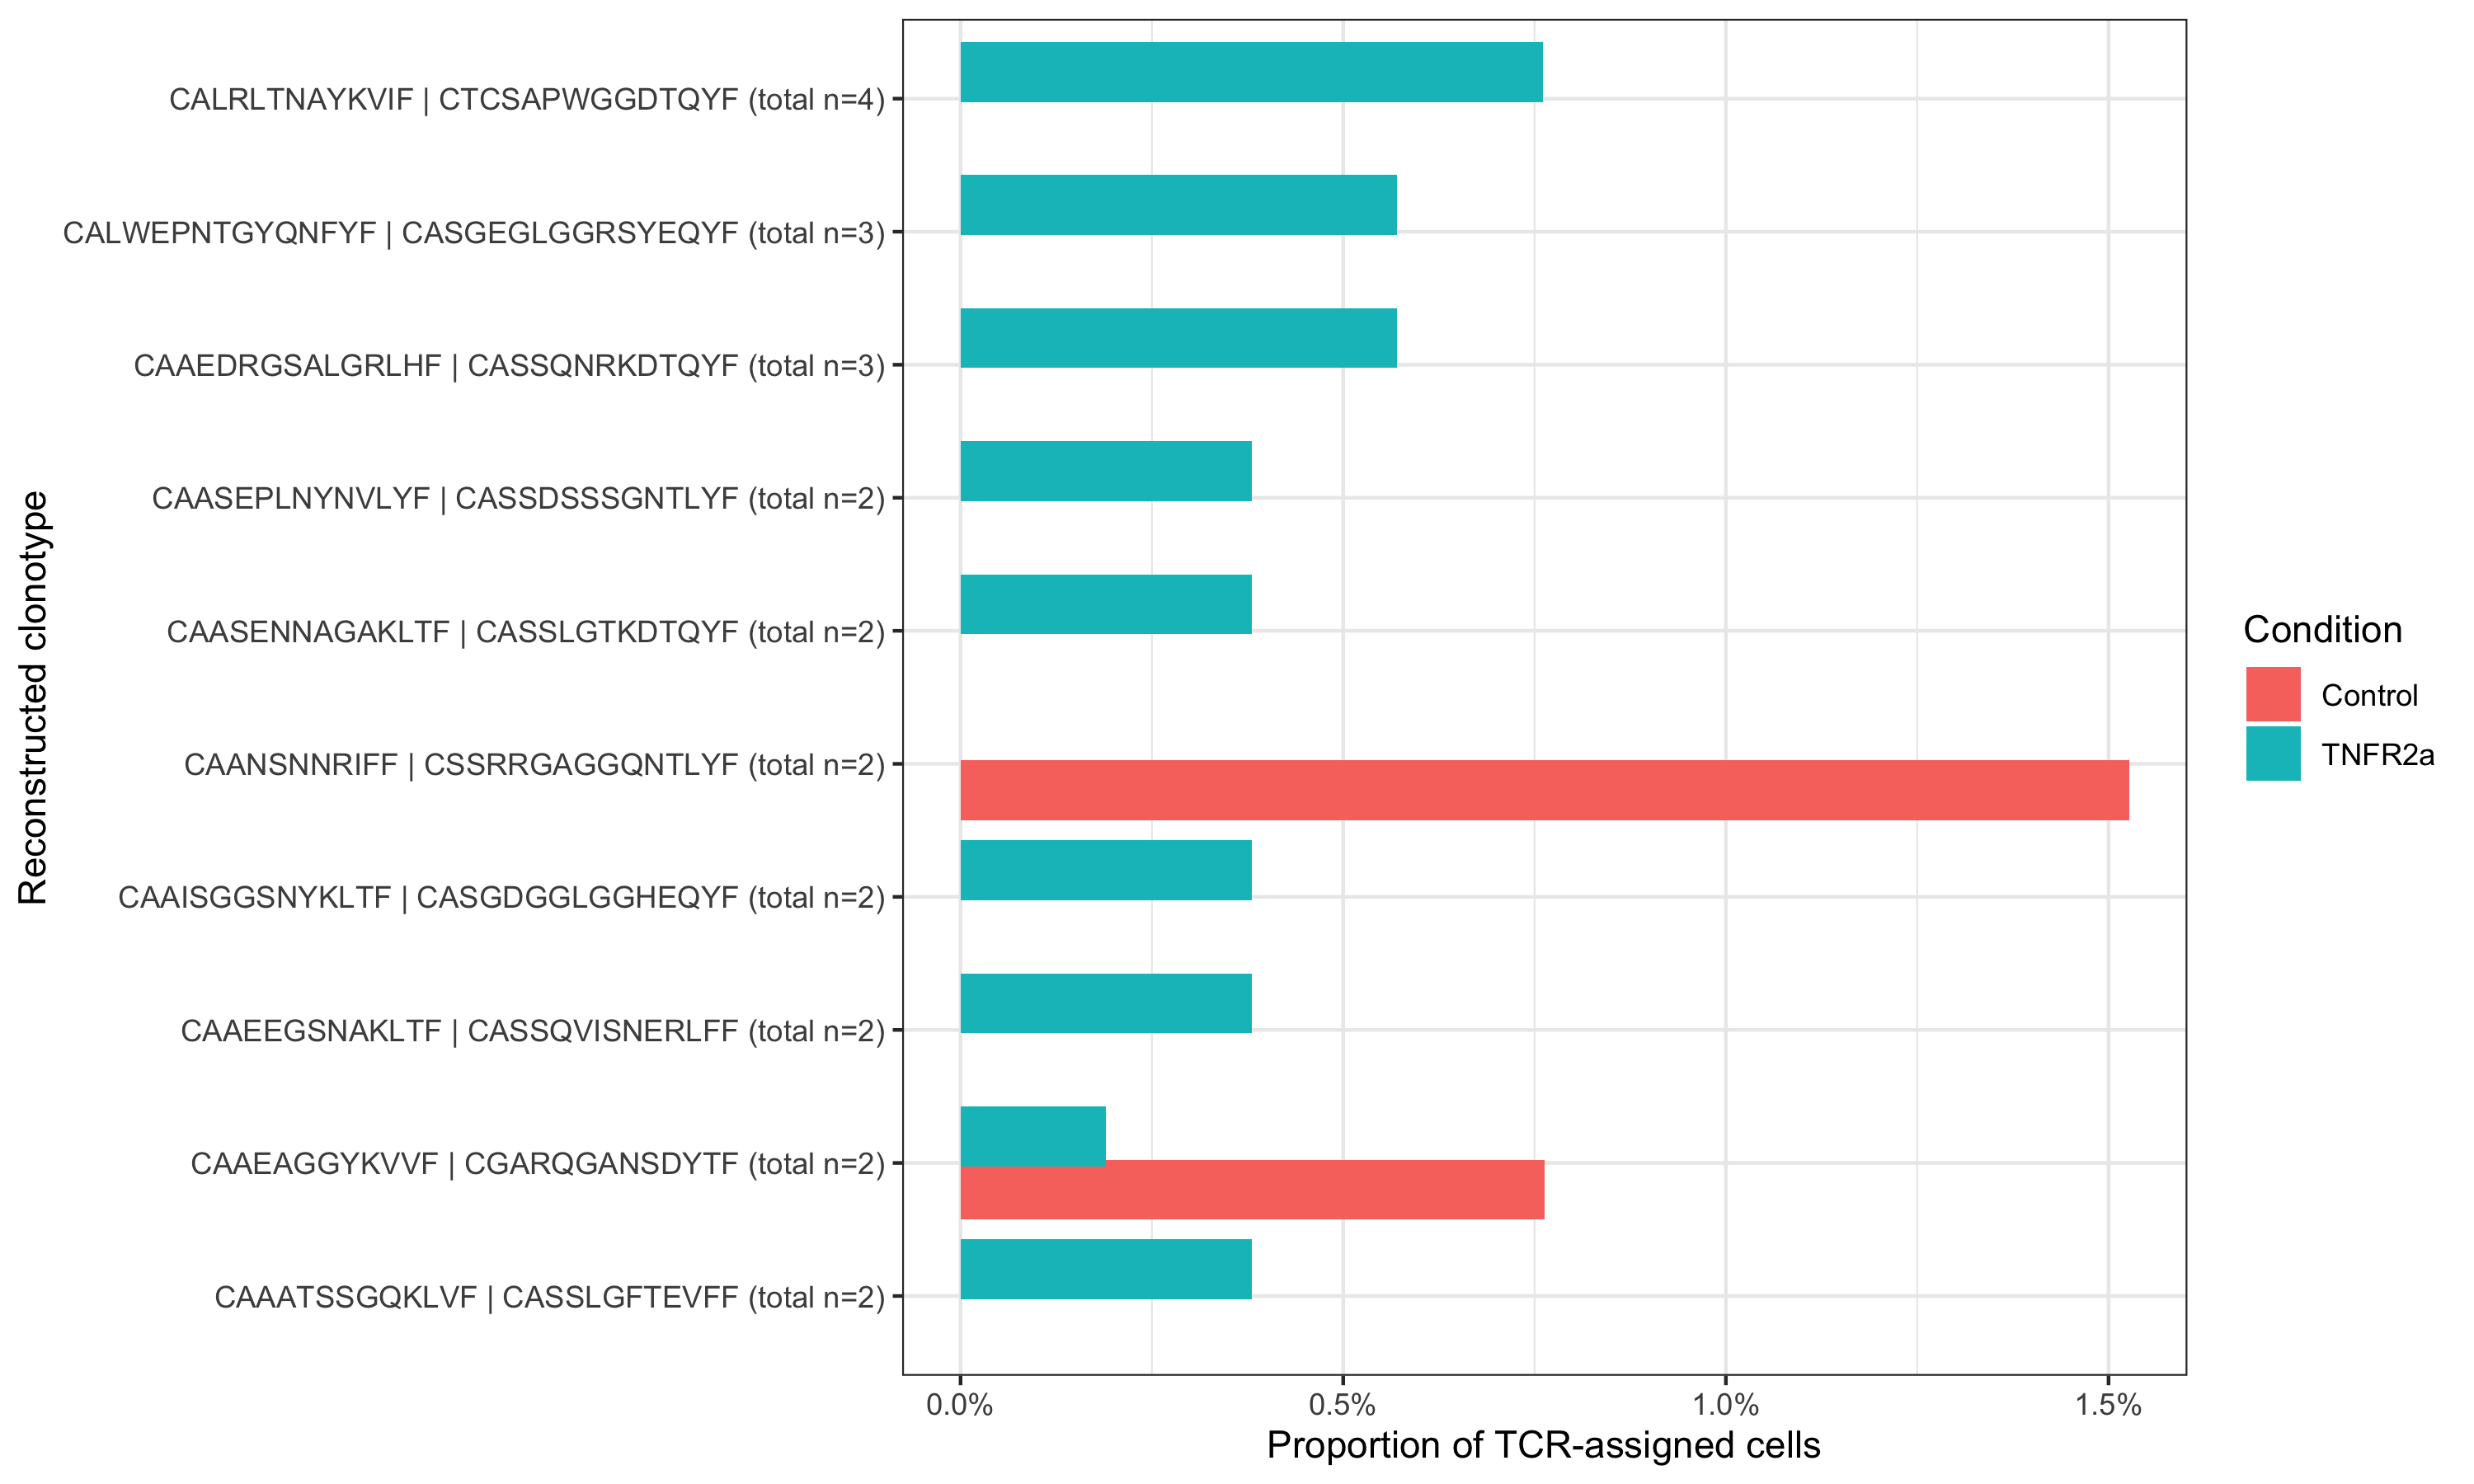 CALRLTNAYKVIF | CTCSAPWGGDTQYF (total n=4)
CALWEPNTGYQNFYF | CASGEGLGGRSYEQYF (total n=3)
CAAEDRGSALGRLHF | CASSQNRKDTQYF (total n=3)
CAASEPLNYNVLYF | CASSDSSSGNTLYF (total n=2)
CAASENNAGAKLTF | CASSLGTKDTQYF (total n=2)
CAANSNNRIFF | CSSRRGAGGQNTLYF (total n=2)
CAAISGGSNYKLTF | CASGDGGLGGHEQYF (total n=2)
CAAEEGSNAKLTF | CASSQVISNERLFF (total n=2)
CAAEAGGYKVVF | CGARQGANSDYTF (total n=2)
CAAATSSGQKLVF | CASSLGFTEVFF (total n=2)
Reconstructed clonotype
0.0%
0.5%
1.0%
1.5%
Proportion of TCR-assigned cells
Condition
Control
TNFR2a